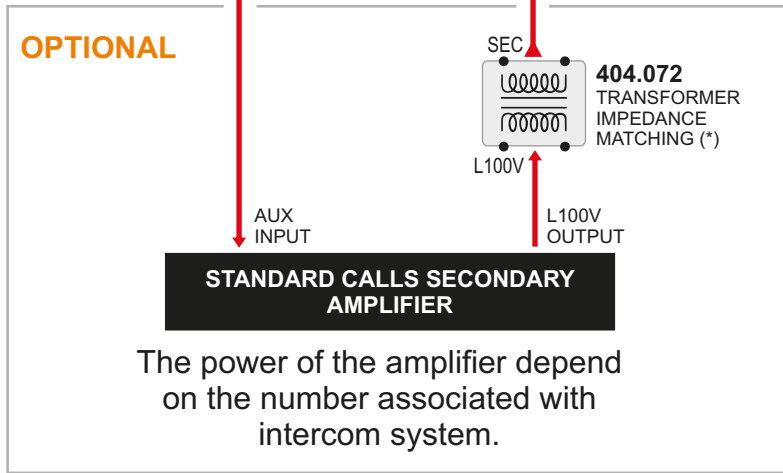 OPTIONAL
SEC
404.072
TRANSFORMER
IMPEDANCE
MATCHING (*)
L100V
AUX
INPUT
L100V
OUTPUT
STANDARD CALLS SECONDARY
AMPLIFIER
The power of the amplifier depend
on the number associated with
intercom system.